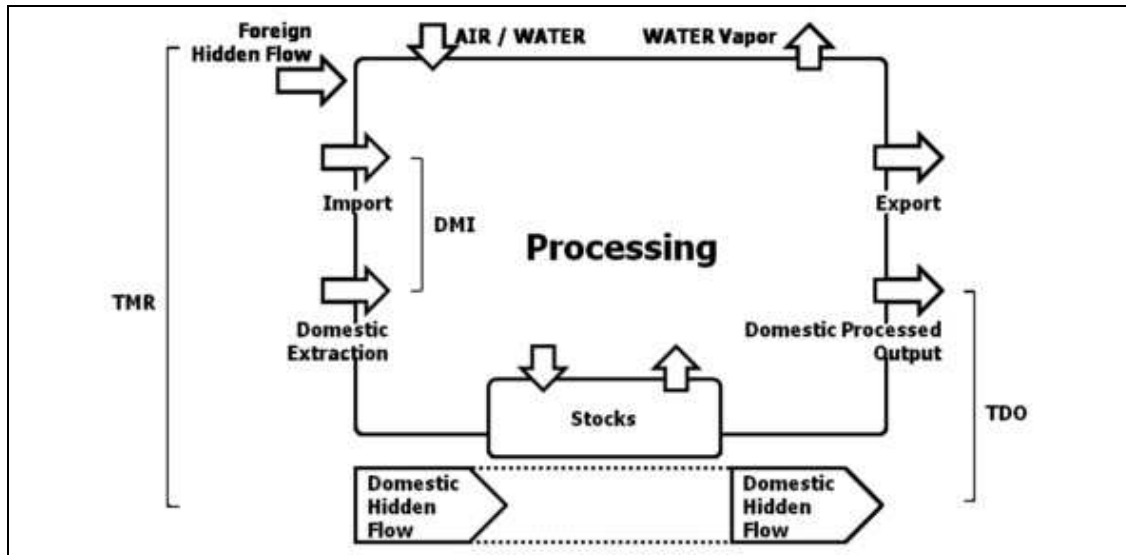 Foreign
Hidden Flow
AIR / WATER
WATER Vapor
Import
DMI
Export
Processing
TMR
Domestic
Extraction
Domestic Processed
Output
Stocks
TDO
Domestic
Hidden
Flow
Domestic
Hidden
Flow